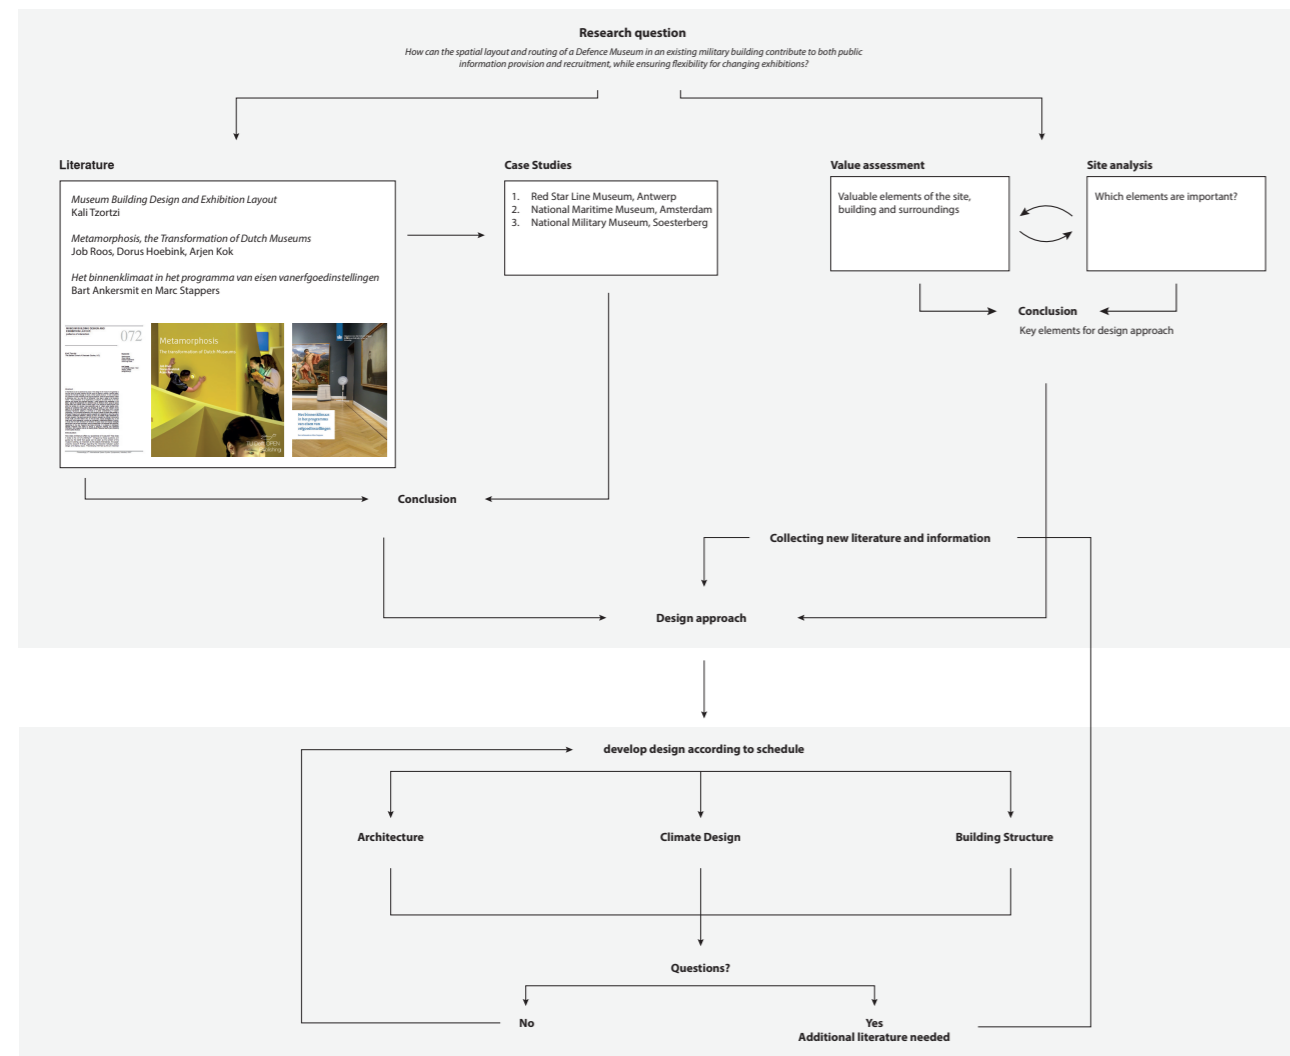 Research question
How can the spatial layout and routing of a Defence Museum in an existing military building contribute to both public
information provision and recruitment, while ensuring flexibility for changing exhibitions?
Literature
Museum Building Design and Exhibition Layout
Kali Tzortzi
Metamorphosis, the Transformation of Dutch Museums
Job Roos, Dorus Hoebink, Arjen Kok
Het binnenklimaat in het programma van eisen vanerfgoedinstellingen
Bart Ankersmit en Marc Stappers
072
Metamorphosis
The transformation of Dutch Museums
Case Studies
1. Red Star Line Museum, Antwerp
2. National Maritime Museum, Amsterdam
3. National Military Museum, Soesterberg
Value assessment
Valuable elements of the site,
building and surroundings
Site analysis
Which elements are important?
Conclusion
Key elements for design approach
Conclusion
Collecting new literature and information
Design approach
develop design according to schedule
Architecture
Climate Design
Building Structure
Questions?
No
Yes
Additional literature needed